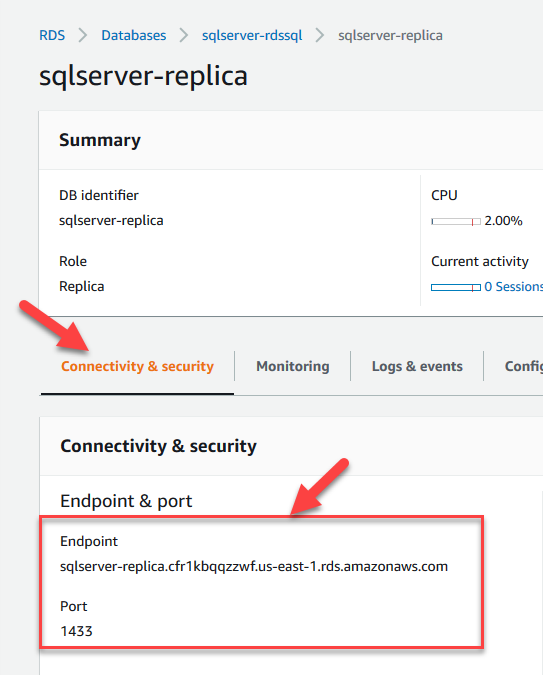 RDS > Databases > sqlserver-rdssql > sqlserver-replica
sqlserver-replica
Summary
DB identifier
sqlserver-replica
CPU
2.00%
Role
Replica
Current activity
0 Sessions
Connectivity & security
Monitoring
Logs & events
Config
Connectivity & security
Endpoint & port
Endpoint
sqlserver-replica.cfr1kbqqzzwf.us-east-1.rds.amazonaws.com
Port
1433